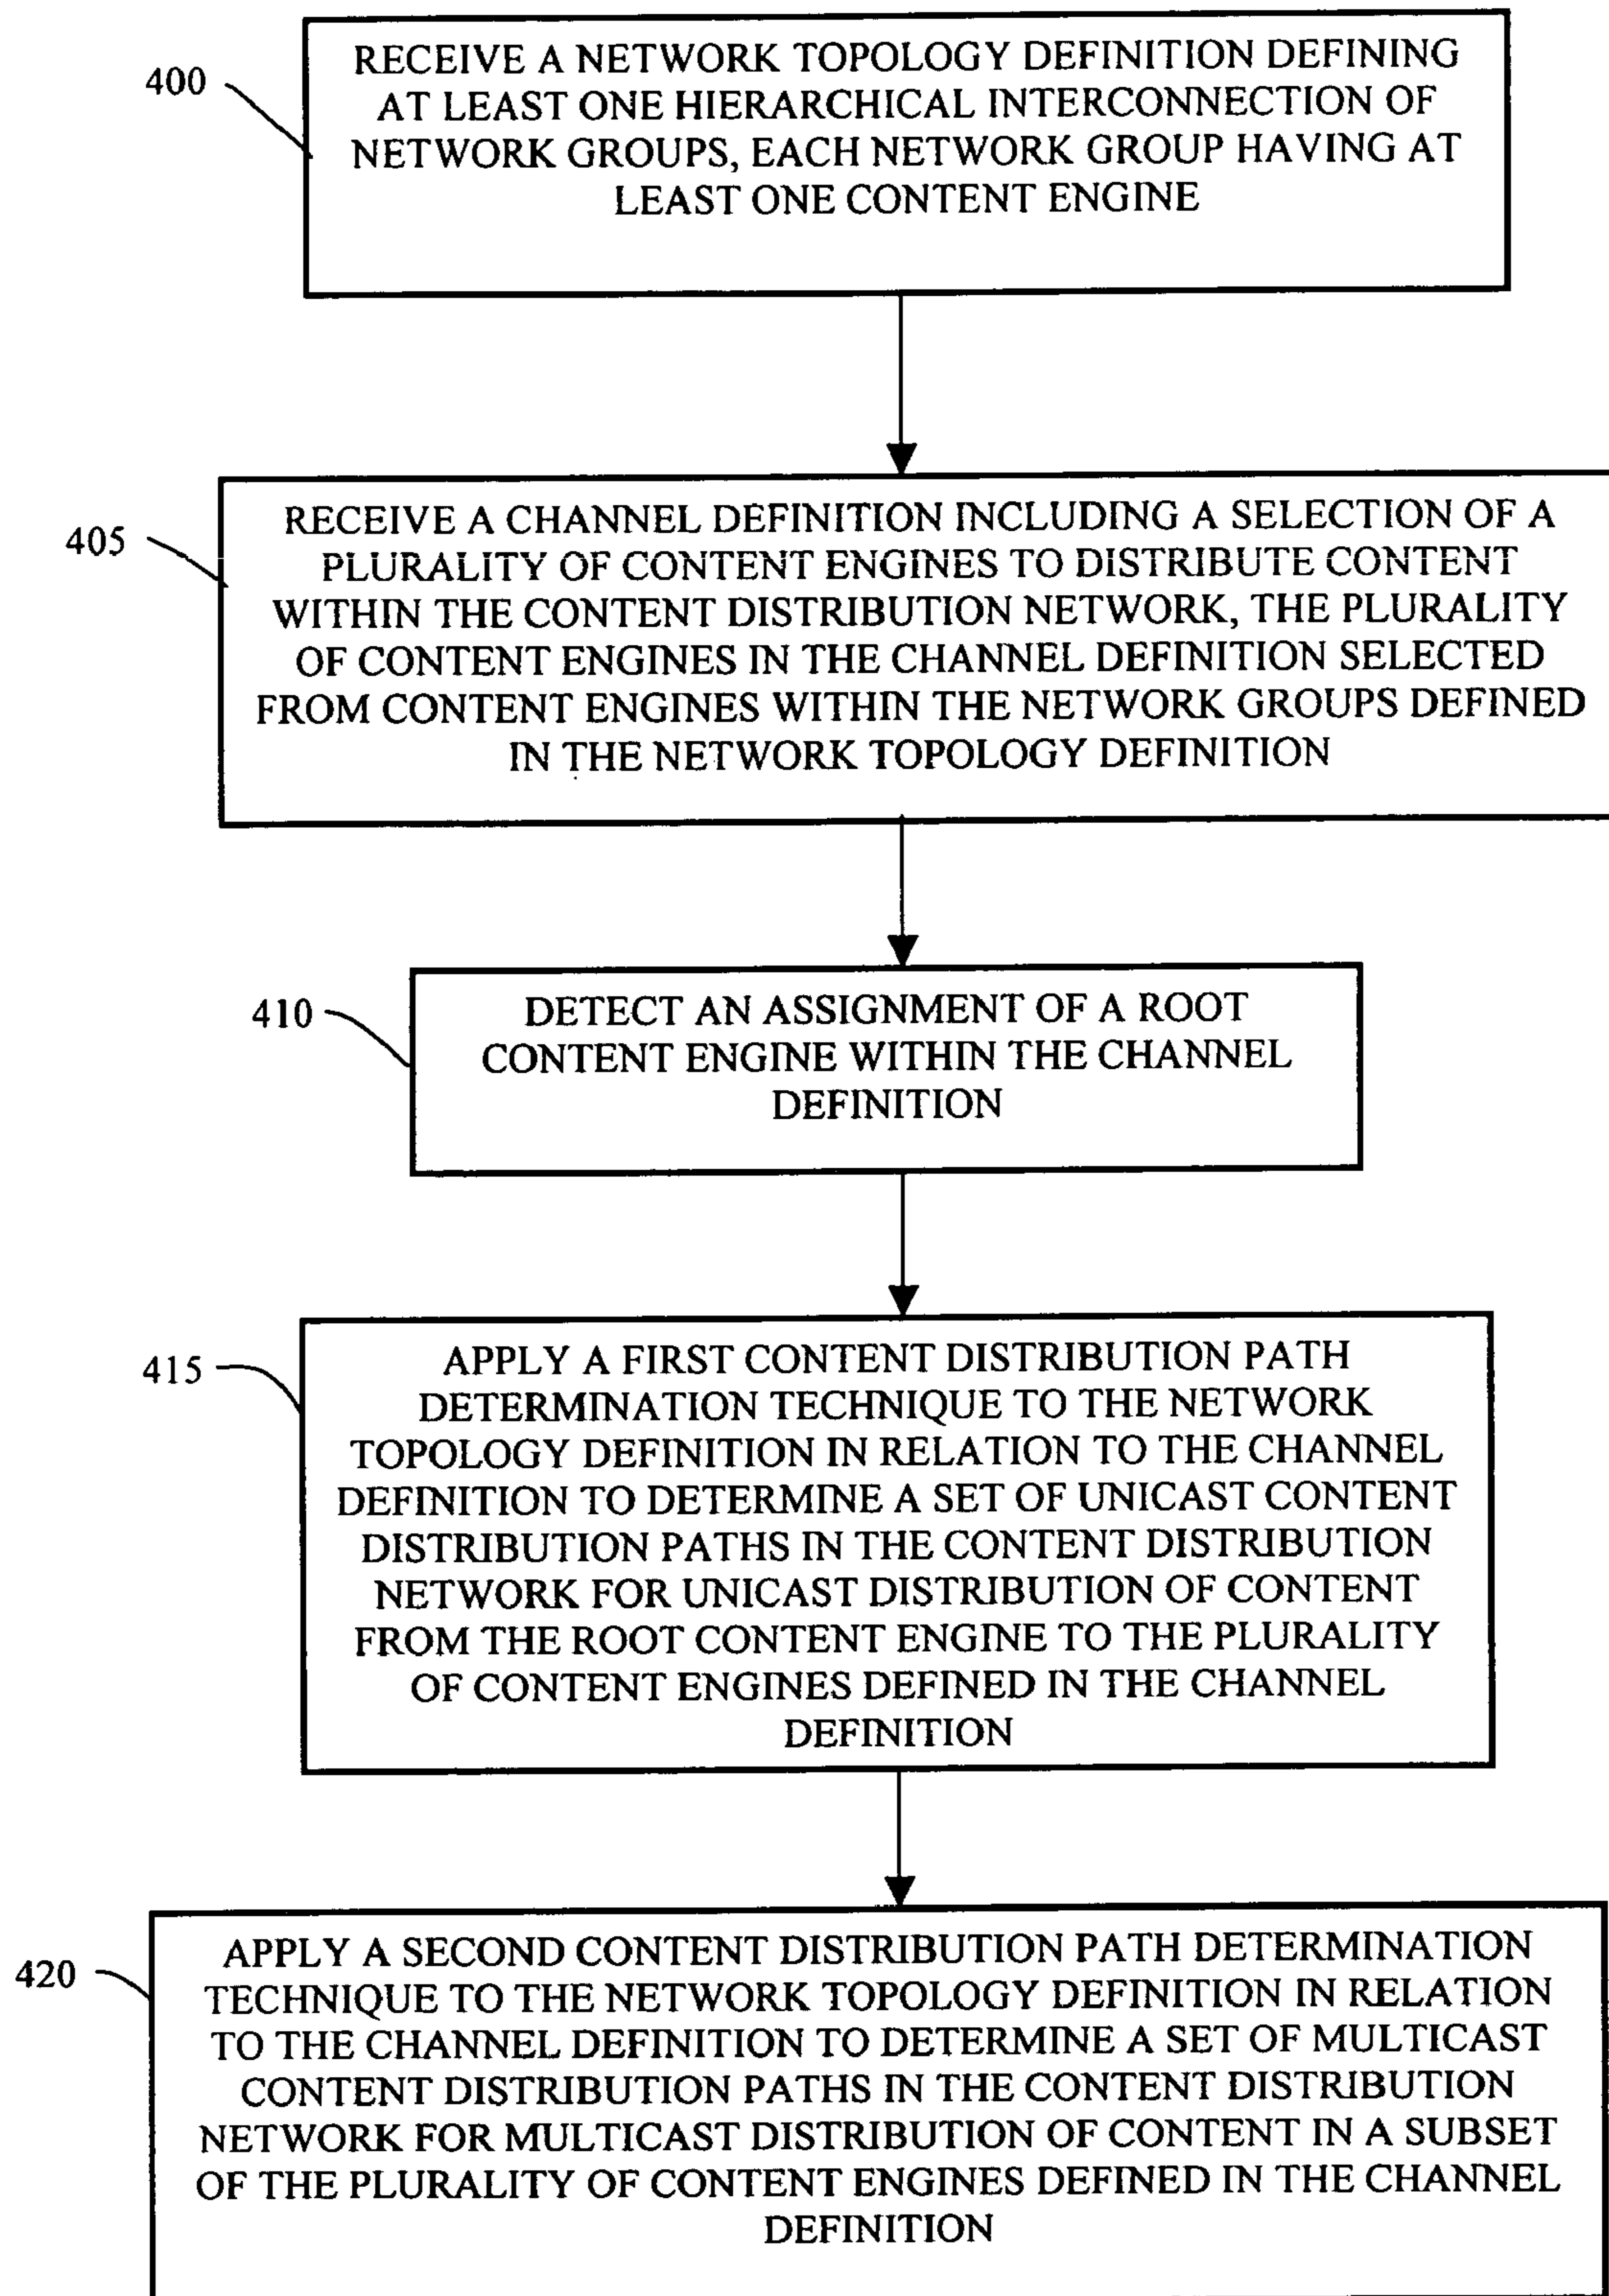 400
RECEIVE A NETWORK TOPOLOGY DEFINITION DEFINING
AT LEAST ONE HIERARCHICAL INTERCONNECTION OF
NETWORK GROUPS, EACH NETWORK GROUP HAVING AT
LEAST ONE CONTENT ENGINE
405
RECEIVE A CHANNEL DEFINITION INCLUDING A SELECTION OF A
PLURALITY OF CONTENT ENGINES TO DISTRIBUTE CONTENT
WITHIN THE CONTENT DISTRIBUTION NETWORK, THE PLURALITY
OF CONTENT ENGINES IN THE CHANNEL DEFINITION SELECTED
FROM CONTENT ENGINES WITHIN THE NETWORK GROUPS DEFINED
IN THE NETWORK TOPOLOGY DEFINITION
410
DETECT AN ASSIGNMENT OF A ROOT
CONTENT ENGINE WITHIN THE CHANNEL
DEFINITION
415
APPLY A FIRST CONTENT DISTRIBUTION PATH
DETERMINATION TECHNIQUE TO THE NETWORK
TOPOLOGY DEFINITION IN RELATION TO THE CHANNEL
DEFINITION TO DETERMINE A SET OF UNICAST CONTENT
DISTRIBUTION PATHS IN THE CONTENT DISTRIBUTION
NETWORK FOR UNICAST DISTRIBUTION OF CONTENT
FROM THE ROOT CONTENT ENGINE TO THE PLURALITY
OF CONTENT ENGINES DEFINED IN THE CHANNEL
DEFINITION
420
APPLY A SECOND CONTENT DISTRIBUTION PATH DETERMINATION
TECHNIQUE TO THE NETWORK TOPOLOGY DEFINITION IN RELATION
TO THE CHANNEL DEFINITION TO DETERMINE A SET OF MULTICAST
CONTENT DISTRIBUTION PATHS IN THE CONTENT DISTRIBUTION
NETWORK FOR MULTICAST DISTRIBUTION OF CONTENT IN A SUBSET
OF THE PLURALITY OF CONTENT ENGINES DEFINED IN THE CHANNEL
DEFINITION